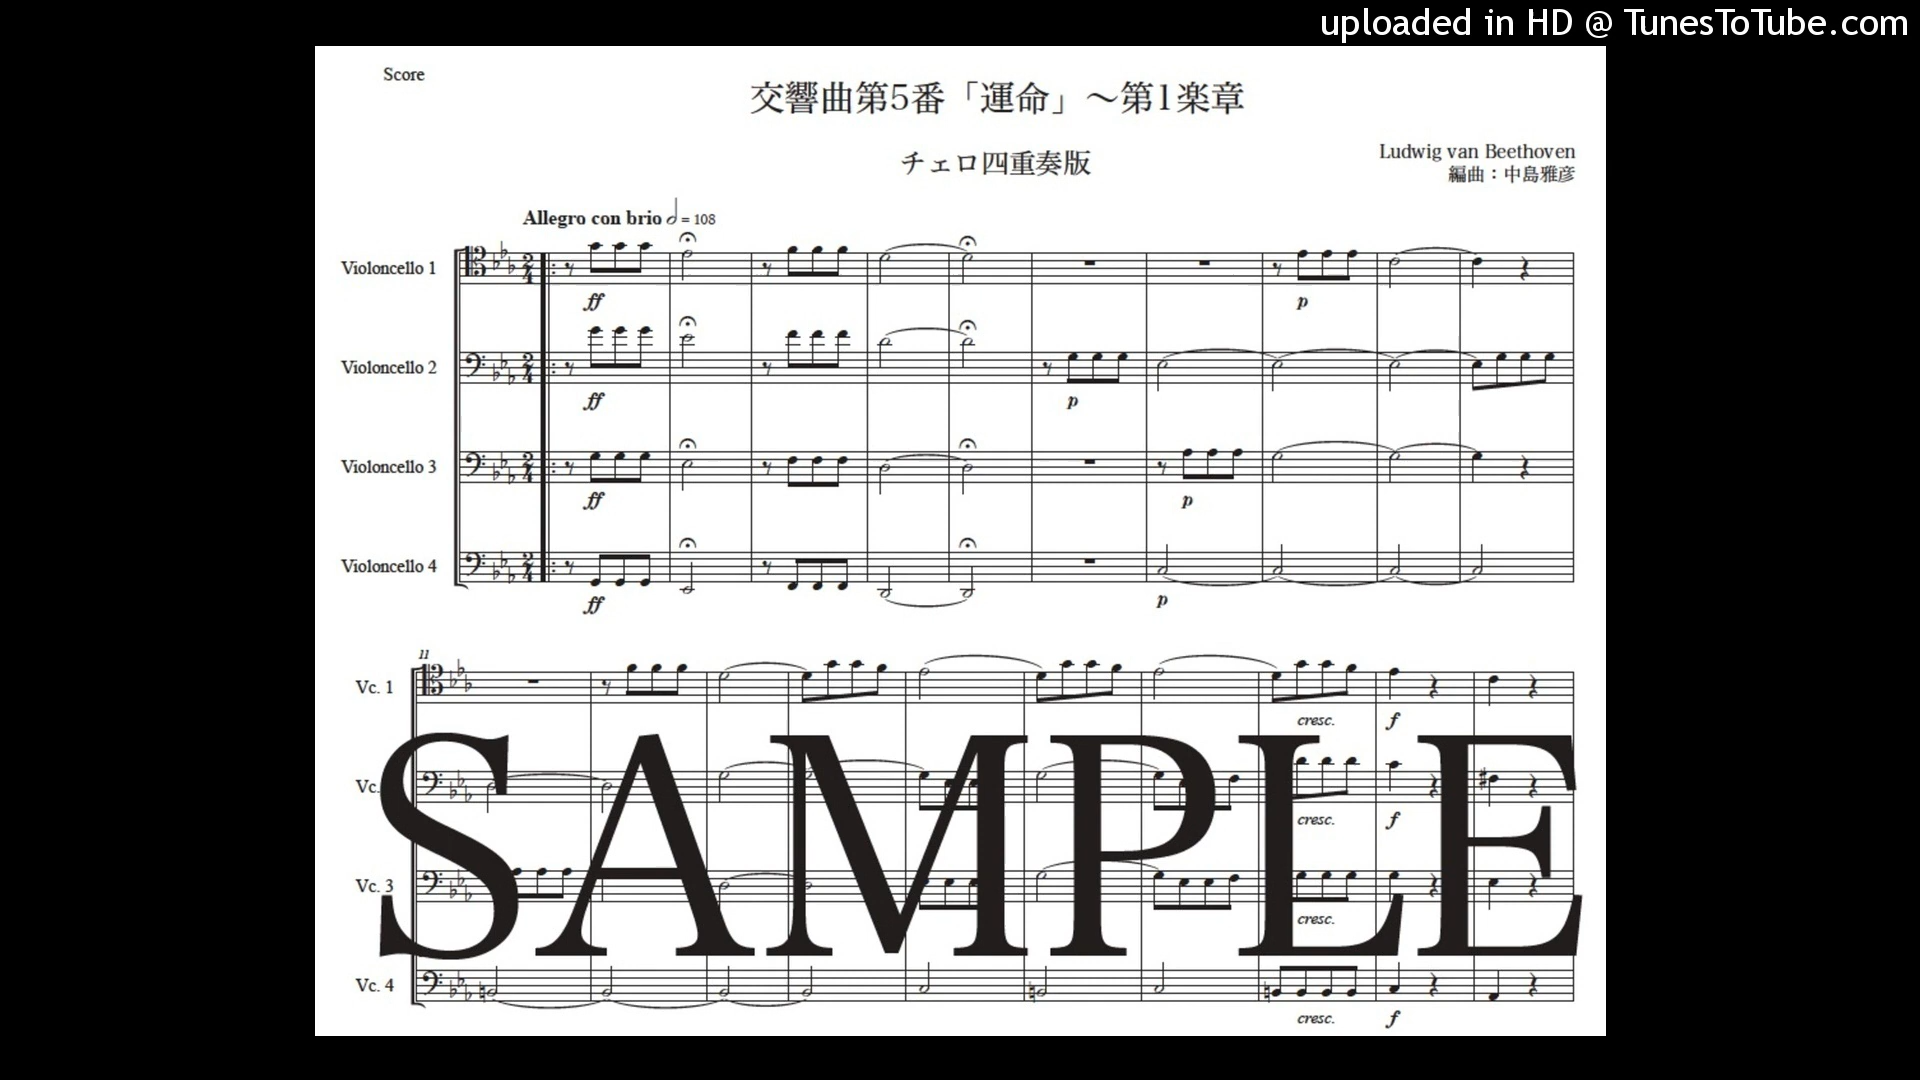 uploaded in HD @ TunesToTube.com
Score
交響曲第5番「運命」～第1楽章
チェロ四重奏版
Ludwig van Beethoven
編曲：中島雅彦
Allegro con brio = 108
Violoncello 1
ff
p
Violoncello 2
ff
p
Violoncello 3
ff
p
Violoncello 4
ff
p
11
Vc. 1
cresc. f
Vc.
cresc. f
Vc. 3
cresc.
Vc. 4
cresc. f
SAMPLE